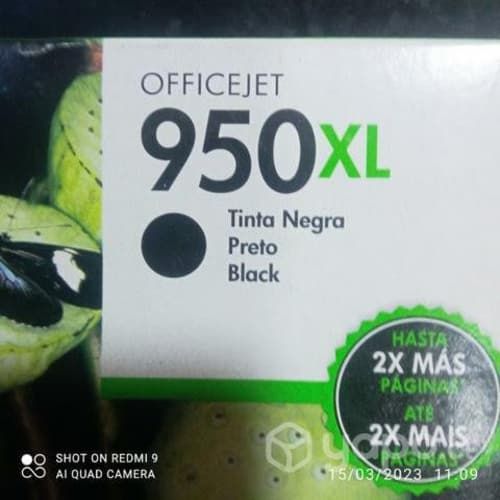 OFFICEJET
950XL
Tinta Negra
Preto
Black
HASTA
2X MÁS
PÁGINAS
ATÉ
2X MAIS
PÁGINAS
SHOT ON REDMI 9
AI QUAD CAMERA
15/03/2023 11:09